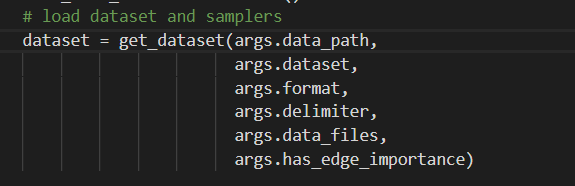 # load dataset and samplers
dataset = get_dataset(args.data_path,
args.dataset,
args.format,
args.delimiter,
args.data_files,
args.has_edge_importance)